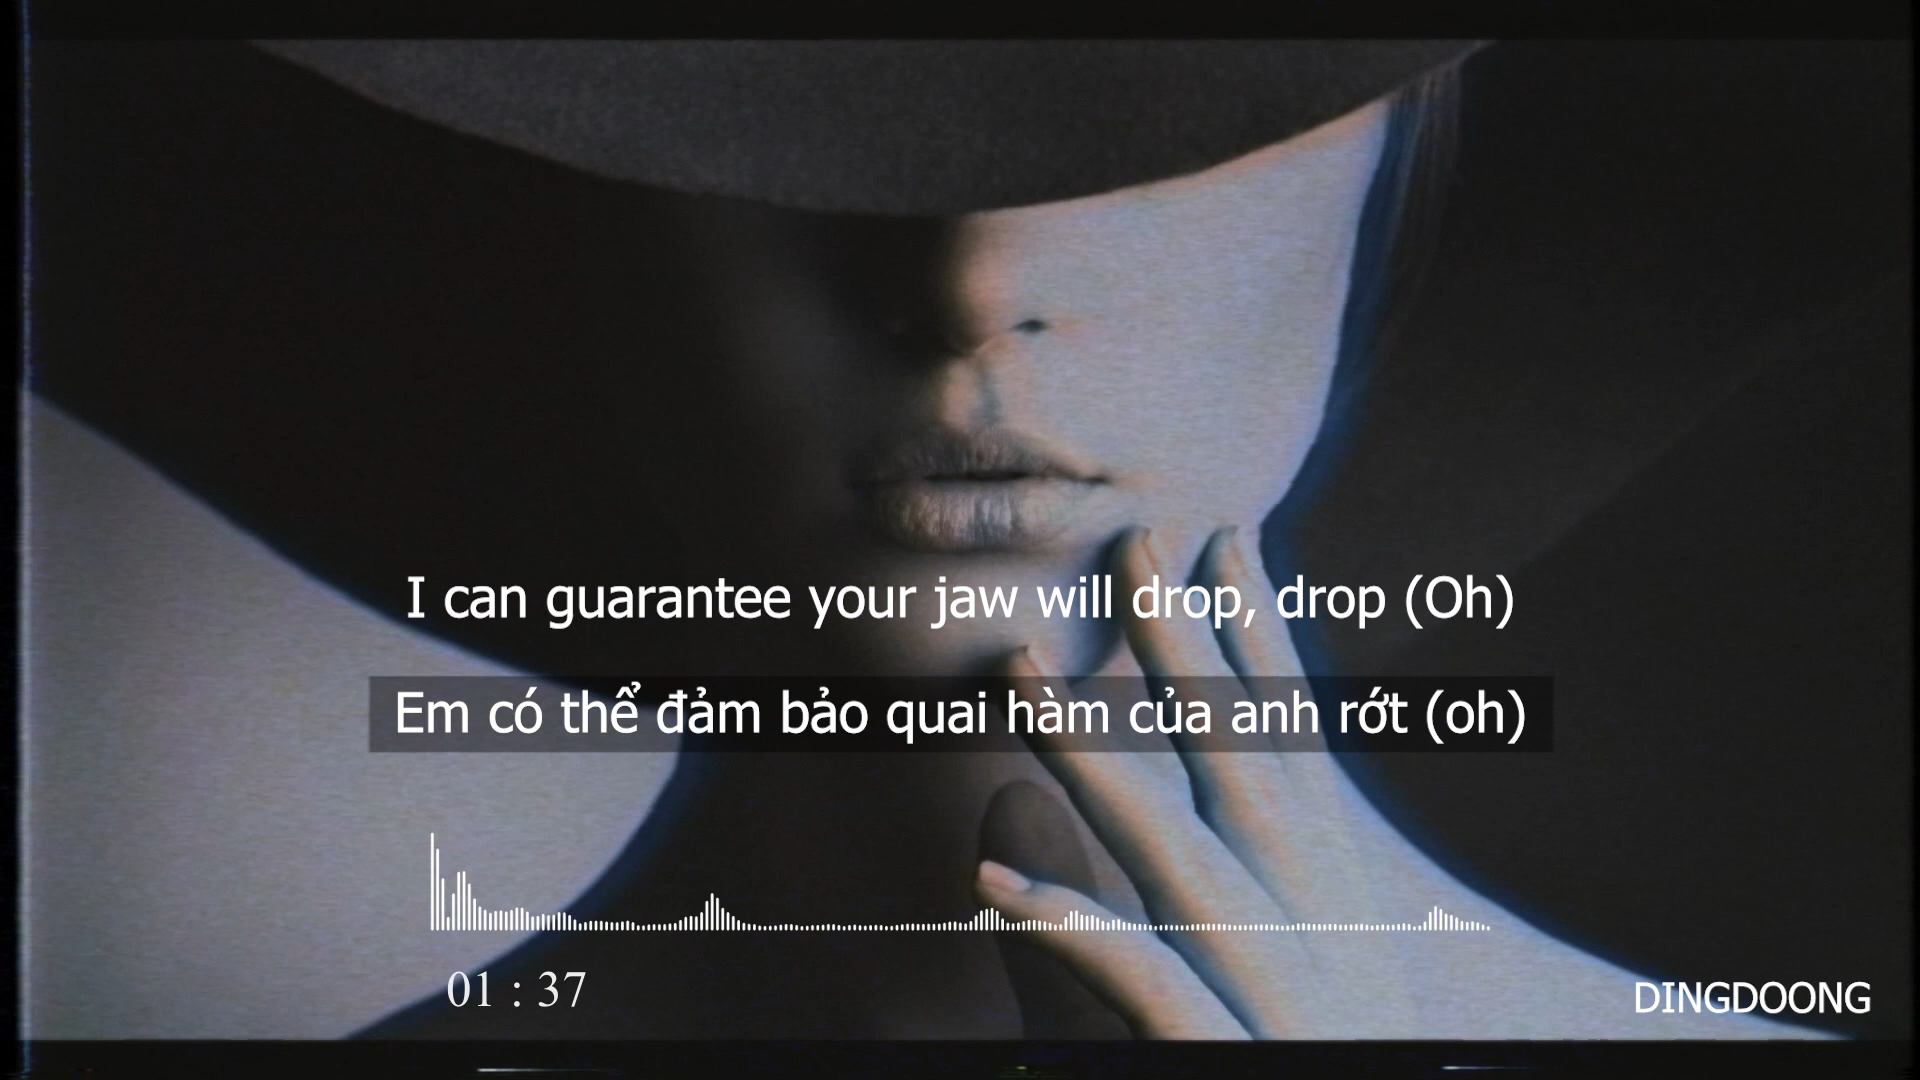 I can guarantee your jaw will drop, drop (Oh)
Em có thể đảm bảo quai hàm của anh rớt (oh)
01 : 37
DINGDOONG